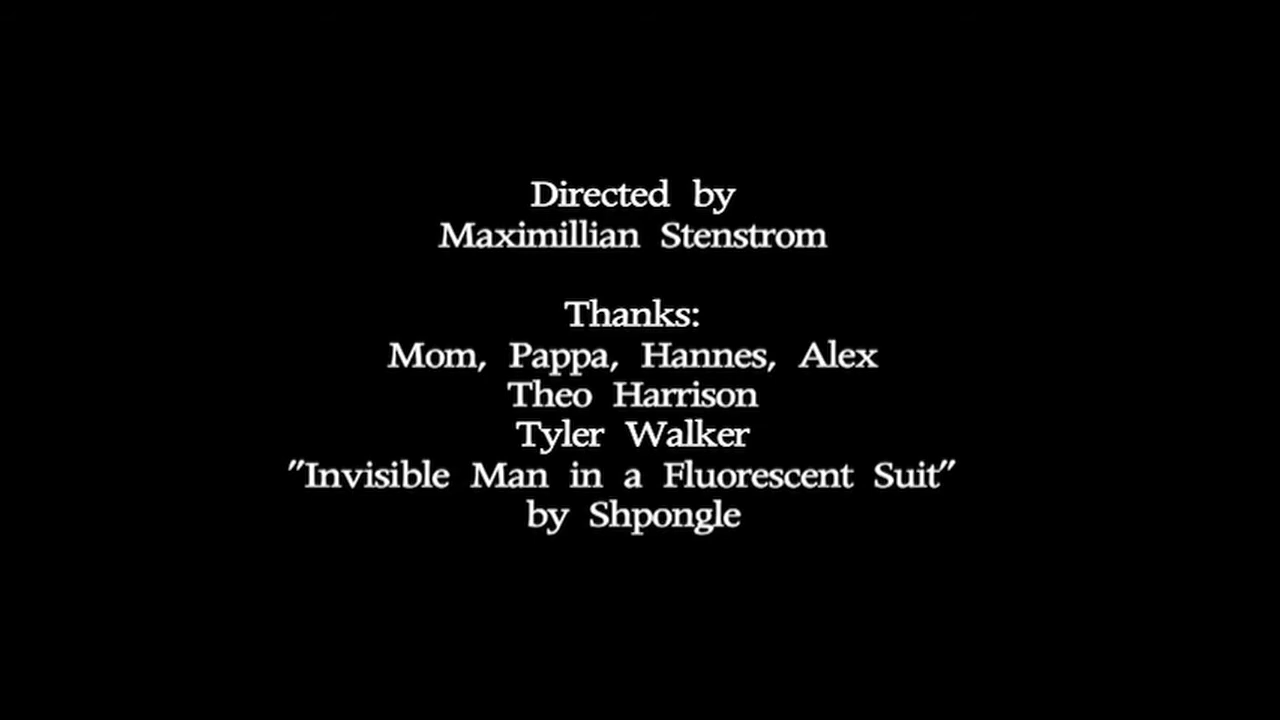 Directed by
Maximillian Stenstrom
Thanks:
Mom, Pappa, Hannes, Alex
Theo Harrison
Tyler Walker
"Invisible Man in a Fluorescent Suit"
by Shpongle